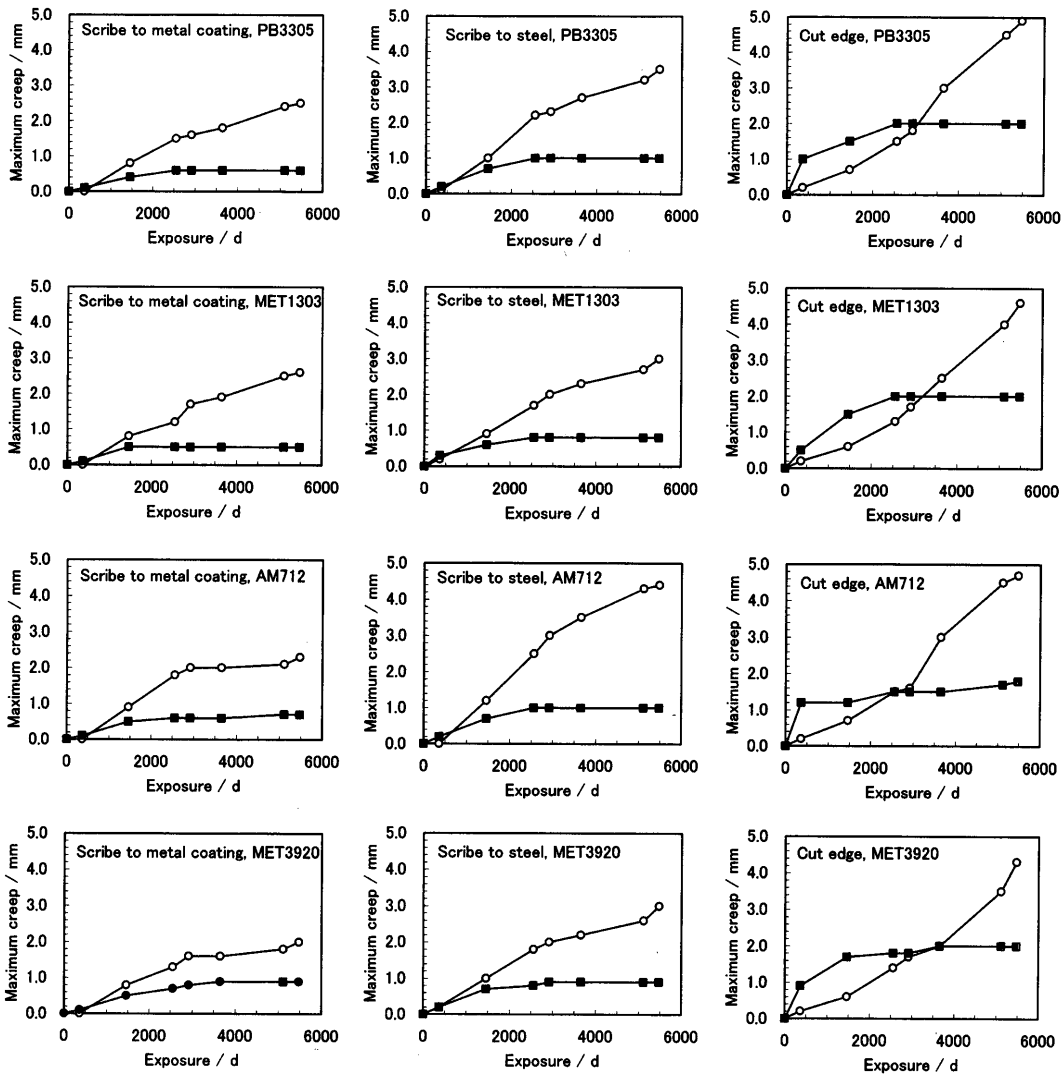 5.0
Scribe to metal coating, PB3305
4.0
3.0
2.0
1.0
0.0
Maximum creep / mm
0 2000 4000 6000
Exposure / d
5.0
Scribe to steel, PB3305
4.0
3.0
2.0
1.0
0.0
Maximum creep / mm
0 2000 4000 6000
Exposure / d
5.0
Cut edge, PB3305
4.0
3.0
2.0
1.0
0.0
Maximum creep / mm
0 2000 4000 6000
Exposure / d
5.0
Scribe to metal coating, MET1303
4.0
3.0
2.0
1.0
0.0
Maximum creep / mm
0 2000 4000 6000
Exposure / d
5.0
Scribe to steel, MET1303
4.0
3.0
2.0
1.0
0.0
Maximum creep / mm
0 2000 4000 6000
Exposure / d
5.0
Cut edge, MET1303
4.0
3.0
2.0
1.0
0.0
Maximum creep / mm
0 2000 4000 6000
Exposure / d
5.0
Scribe to metal coating, AM712
4.0
3.0
2.0
1.0
0.0
Maximum creep / mm
0 2000 4000 6000
Exposure / d
5.0
Scribe to steel, AM712
4.0
3.0
2.0
1.0
0.0
Maximum creep / mm
0 2000 4000 6000
Exposure / d
5.0
Cut edge, AM712
4.0
3.0
2.0
1.0
0.0
Maximum creep / mm
0 2000 4000 6000
Exposure / d
5.0
Scribe to metal coating, MET3920
4.0
3.0
2.0
1.0
0.0
Maximum creep / mm
0 2000 4000 6000
Exposure / d
5.0
Scribe to steel, MET3920
4.0
3.0
2.0
1.0
0.0
Maximum creep / mm
0 2000 4000 6000
Exposure / d
5.0
Cut edge, MET3920
4.0
3.0
2.0
1.0
0.0
Maximum creep / mm
0 2000 4000 6000
Exposure / d